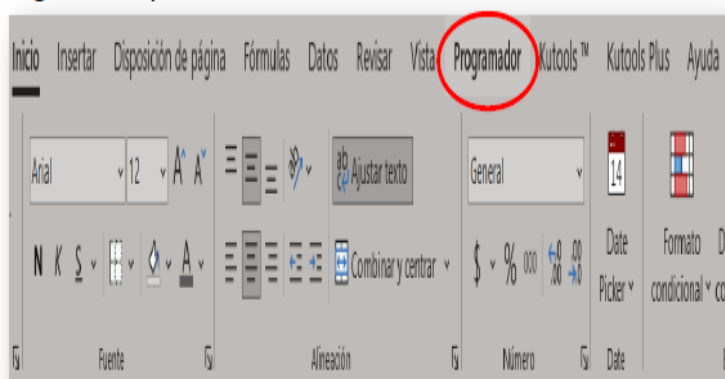 Inicio Insertar Disposición de página Fórmulas Datos Revisar Vista Programador Kutools™ Kutools Plus Ayuda
Arial 12 A A ab Ajustar texto General 14
N K S A Combinar y centrar $ % 000 Date Formato
Picker condicional
Fuente Alineación Número Date